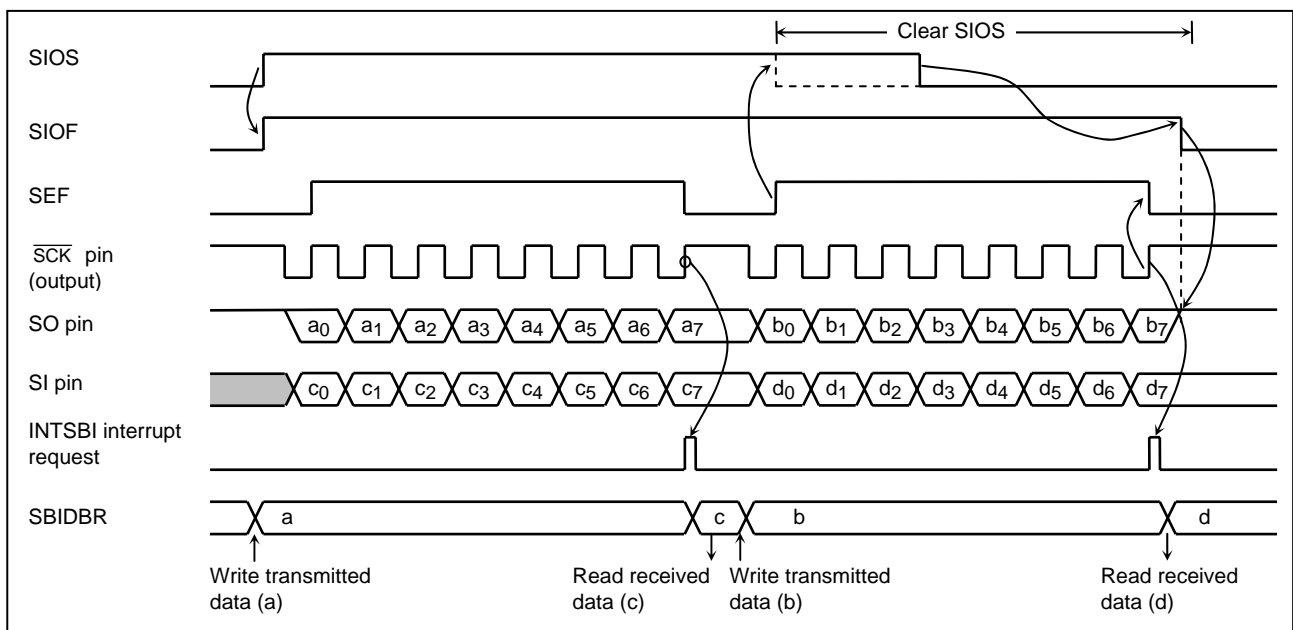 Clear SIOS
SIOS
SIOF
SEF
SCK pin
(output)
SO pin
a0 a1 a2 a3 a4 a5 a6 a7 b0 b1 b2 b3 b4 b5 b6 b7
SI pin
c0 c1 c2 c3 c4 c5 c6 c7 d0 d1 d2 d3 d4 d5 d6 d7
INTSBI interrupt
request
SBIDBR
a c b d
Write transmitted
data (a)
Read received
data (c)
Write transmitted
data (b)
Read received
data (d)